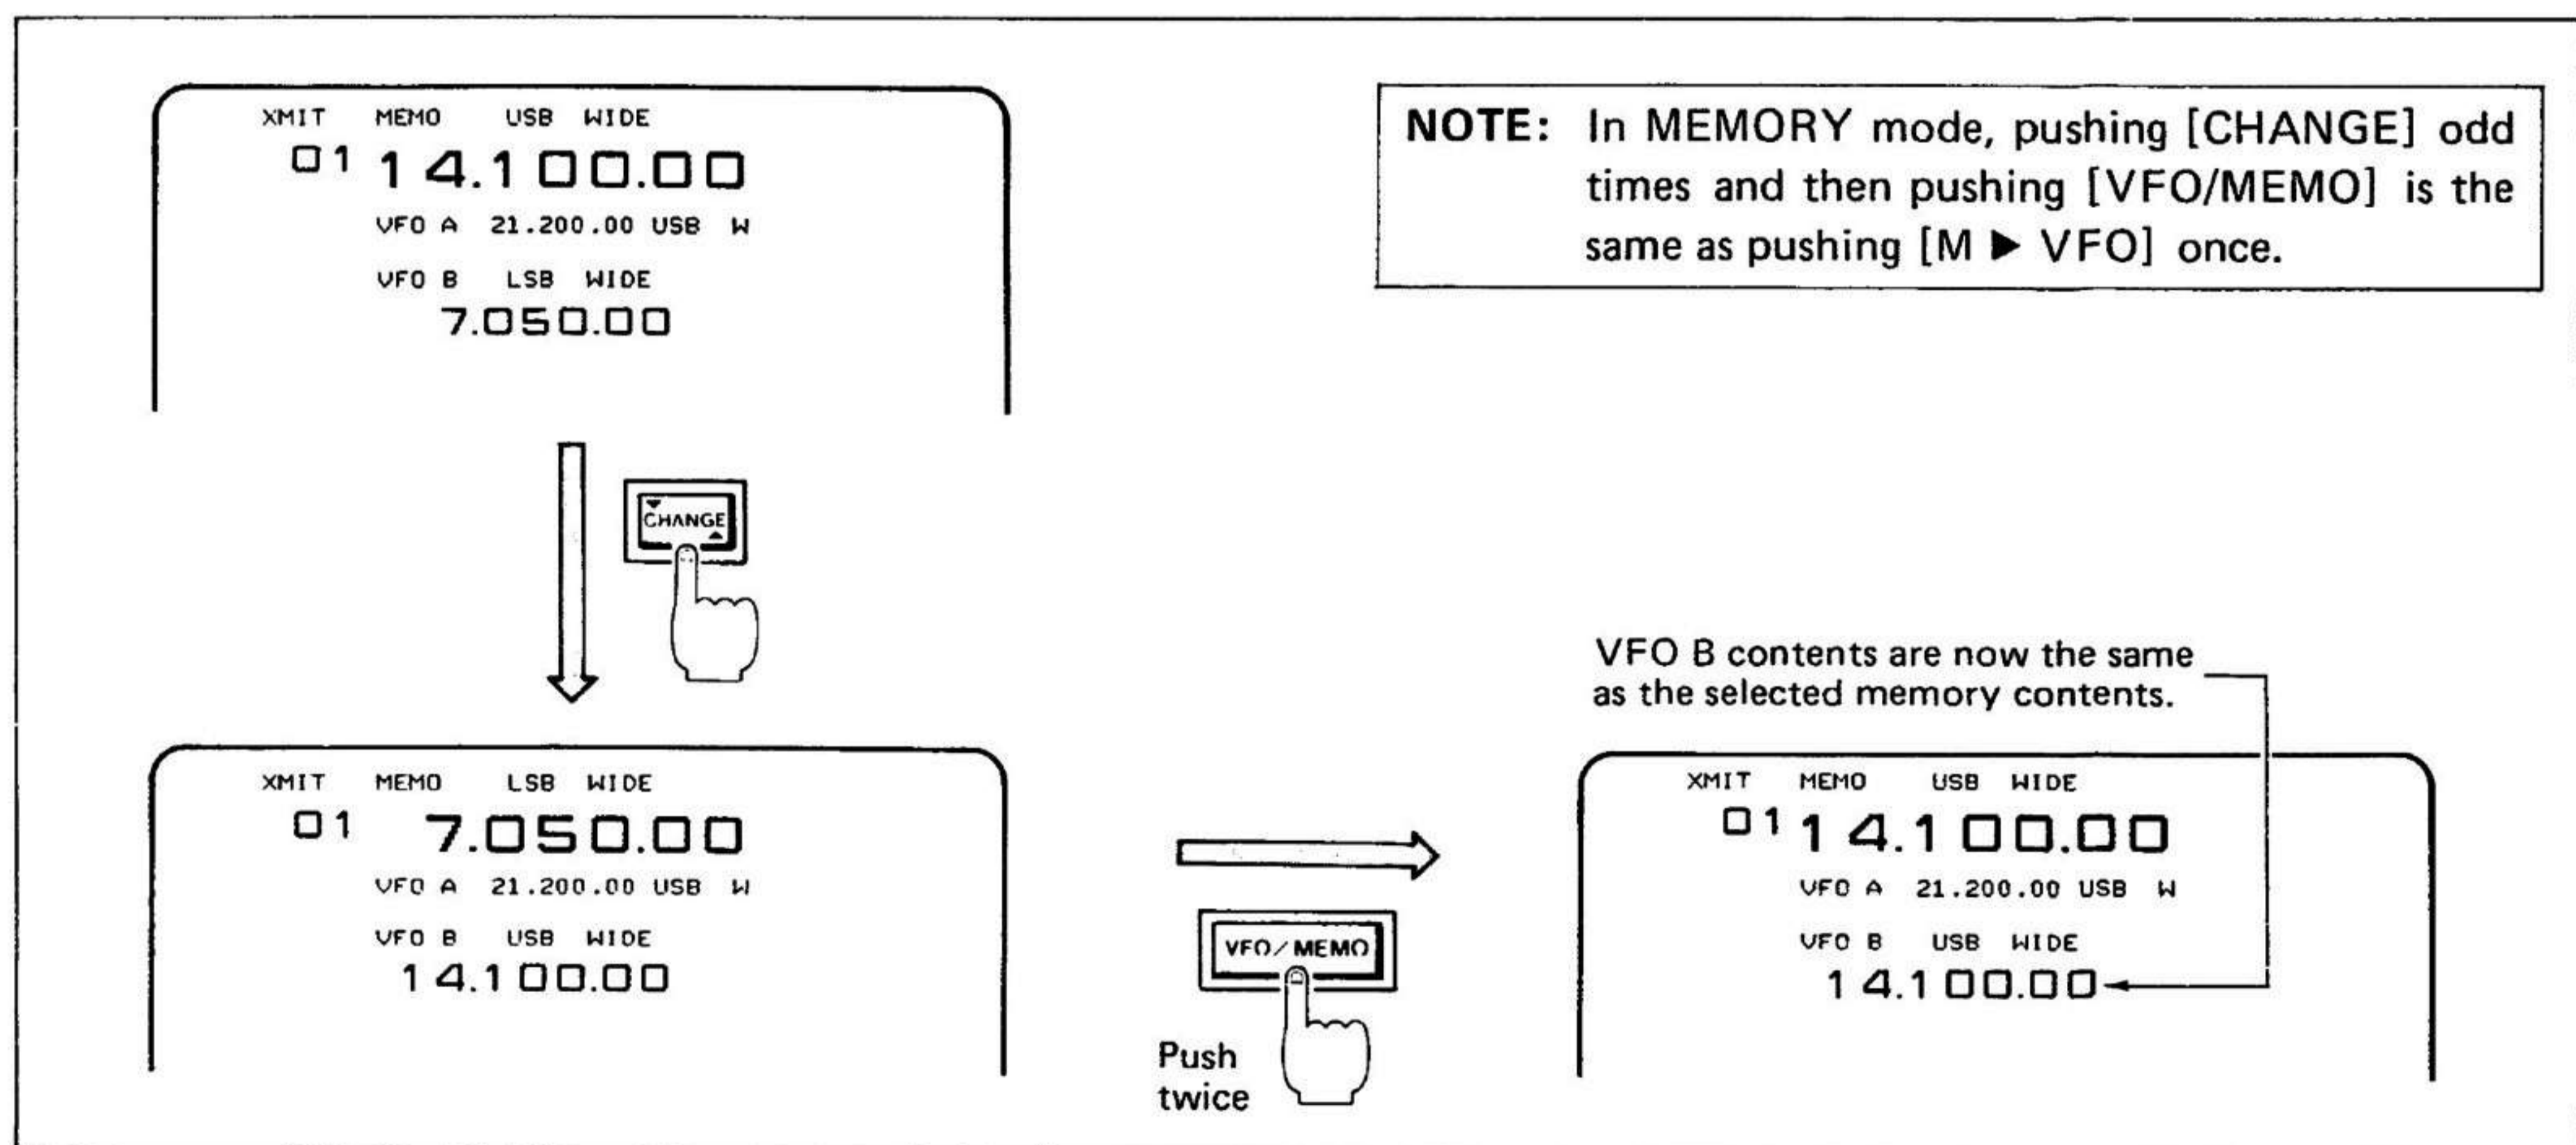 XMIT MEMO USB WIDE
01 14.100.00
VFO A 21.200.00 USB W
VFO B LSB WIDE
7.050.00
NOTE: In MEMORY mode, pushing [CHANGE] odd
times and then pushing [VFO/MEMO] is the
same as pushing [M ▶ VFO] once.
CHANGE
XMIT MEMO LSB WIDE
01 7.050.00
VFO A 21.200.00 USB W
VFO B USB WIDE
14.100.00
VFO/MEMO
Push
twice
VFO B contents are now the same
as the selected memory contents.
XMIT MEMO USB WIDE
01 14.100.00
VFO A 21.200.00 USB W
VFO B USB WIDE
14.100.00